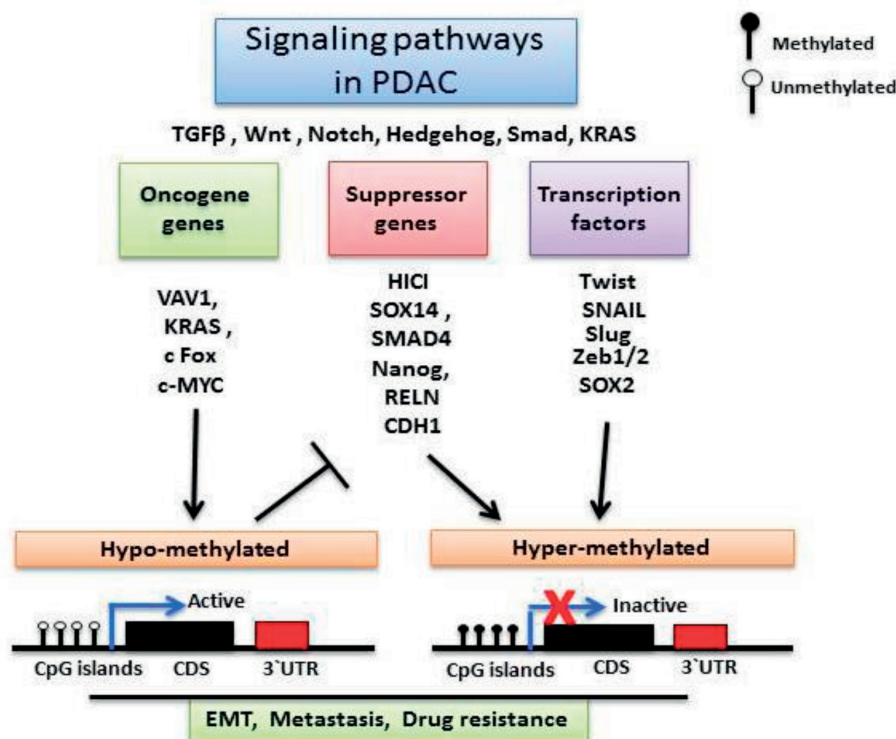 Signaling pathways
in PDAC
Methylated
Unmethylated
TGFβ , Wnt , Notch, Hedgehog, Smad, KRAS
Oncogene
genes
Suppressor
genes
Transcription
factors
VAV1,
KRAS ,
c Fox
c-MYC
HICI
SOX14 ,
SMAD4
Nanog,
RELN
CDH1
Twist
SNAIL
Slug
Zeb1/2
SOX2
Hypo-methylated
Hyper-methylated
Active
CpG islands CDS 3`UTR
X
Inactive
CpG islands CDS 3`UTR
EMT, Metastasis, Drug resistance